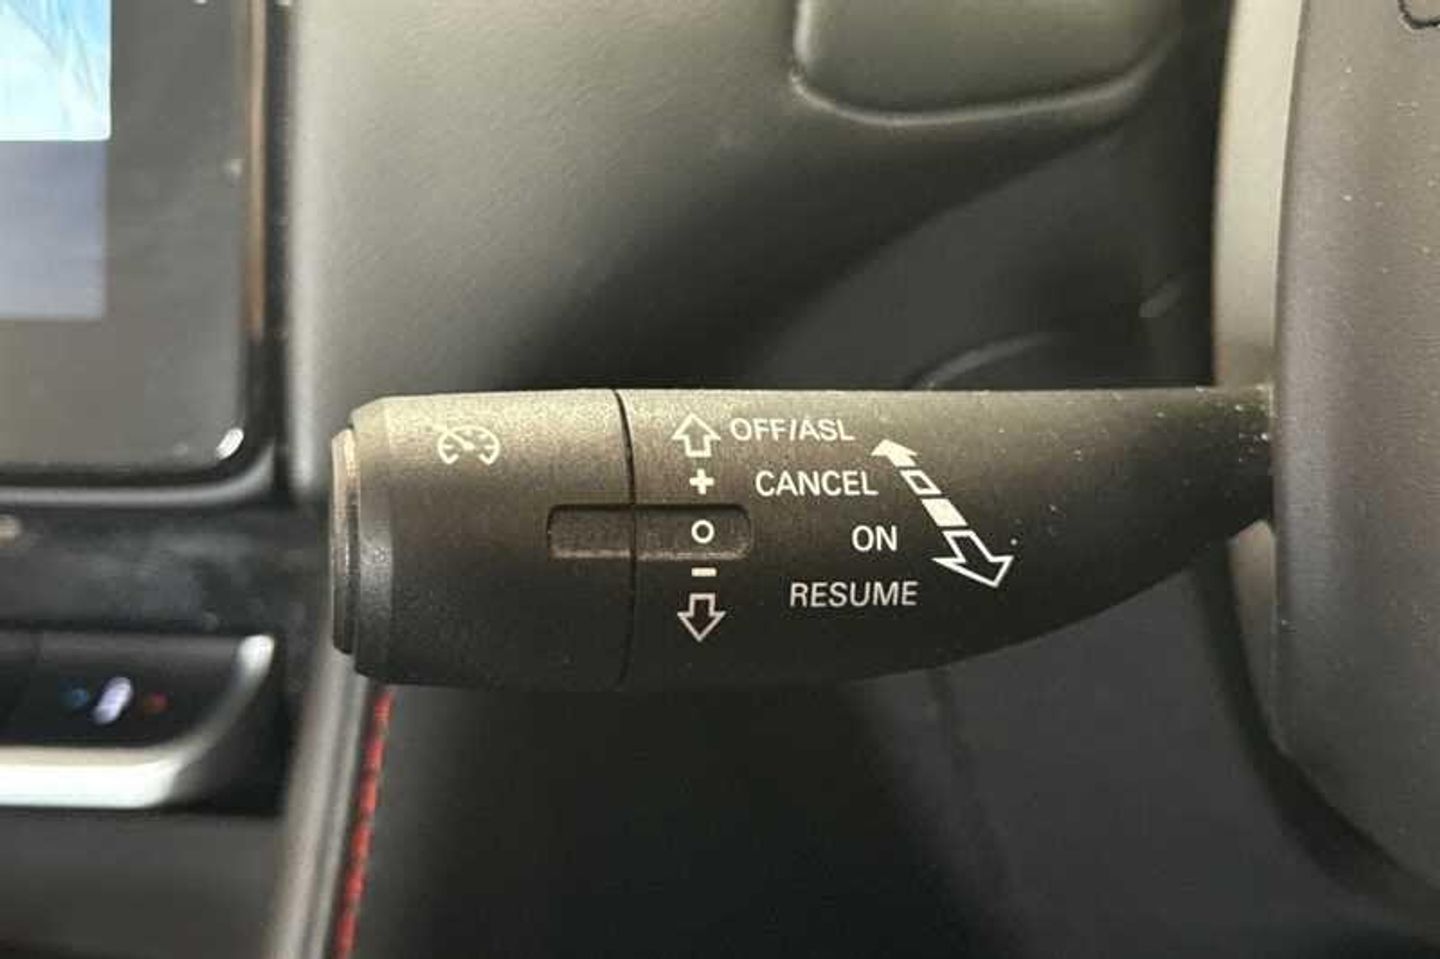 OFF/ASL
+ CANCEL
O ON
- RESUME